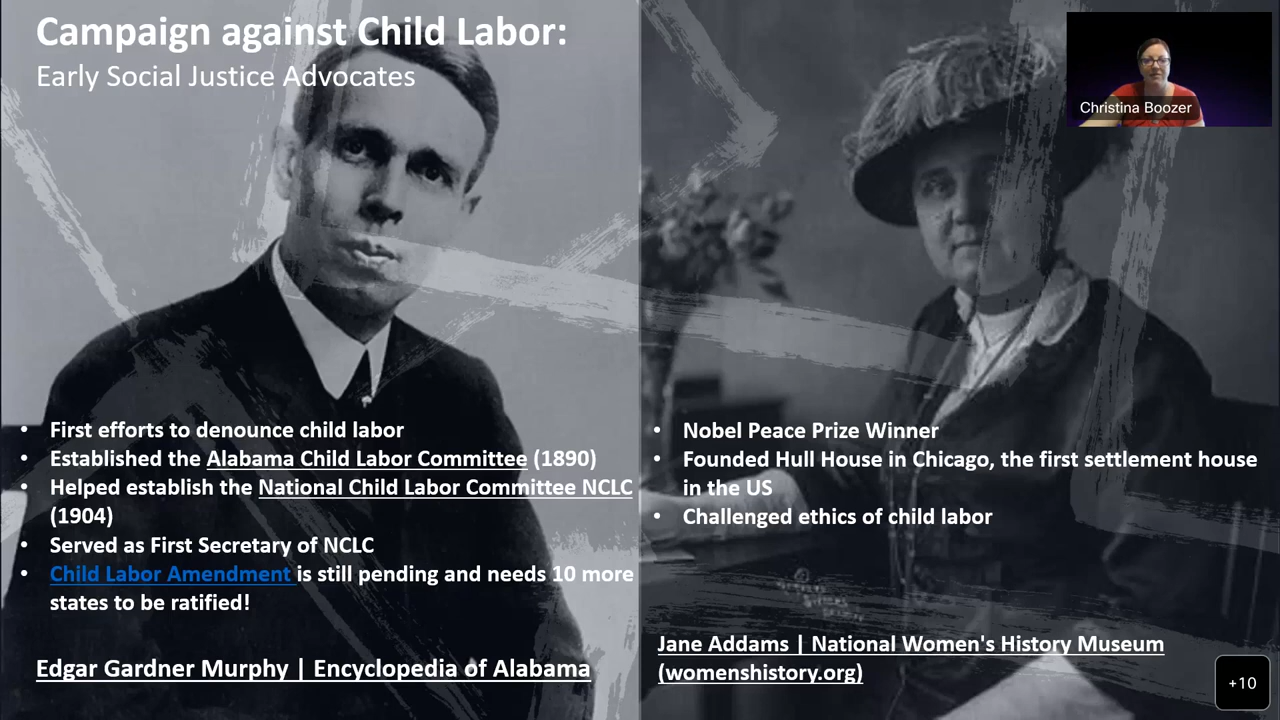 Campaign against Child Labor:
Early Social Justice Advocates
Christina Boozer
• First efforts to denounce child labor
• Established the Alabama Child Labor Committee (1890)
• Helped establish the National Child Labor Committee NCLC
(1904)
• Served as First Secretary of NCLC
• Child Labor Amendment is still pending and needs 10 more
states to be ratified!
Edgar Gardner Murphy | Encyclopedia of Alabama
• Nobel Peace Prize Winner
• Founded Hull House in Chicago, the first settlement house
in the US
• Challenged ethics of child labor
Jane Addams | National Women's History Museum
(womenshistory.org)
+10